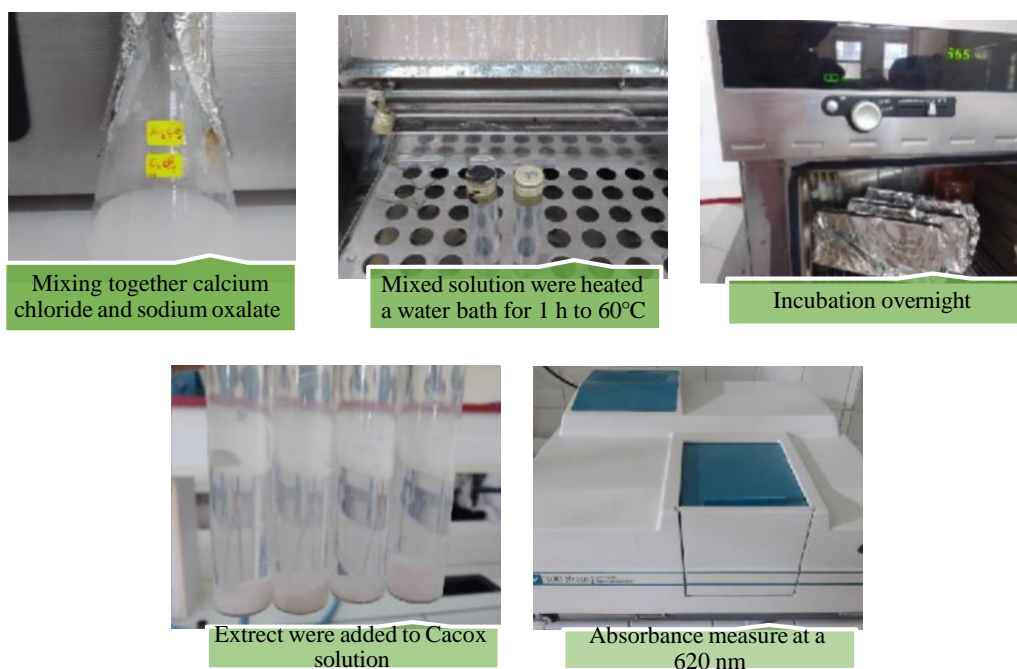 Mixing together calcium
chloride and sodium oxalate
Mixed solution were heated
a water bath for 1 h to 60°C
Incubation overnight
Extrect were added to Cacox
solution
Absorbance measure at a
620 nm